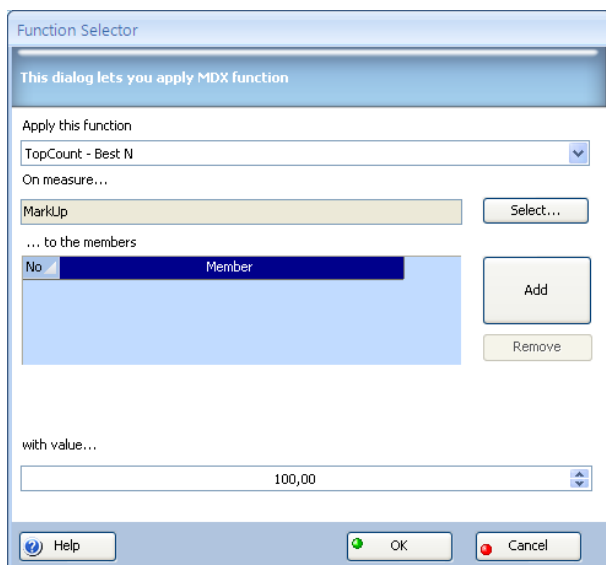 Function Selector
This dialog lets you apply MDX function
Apply this function
TopCount - Best N
On measure...
MarkUp
Select...
... to the members
No Member
Add
Remove
with value...
100,00
Help OK Cancel